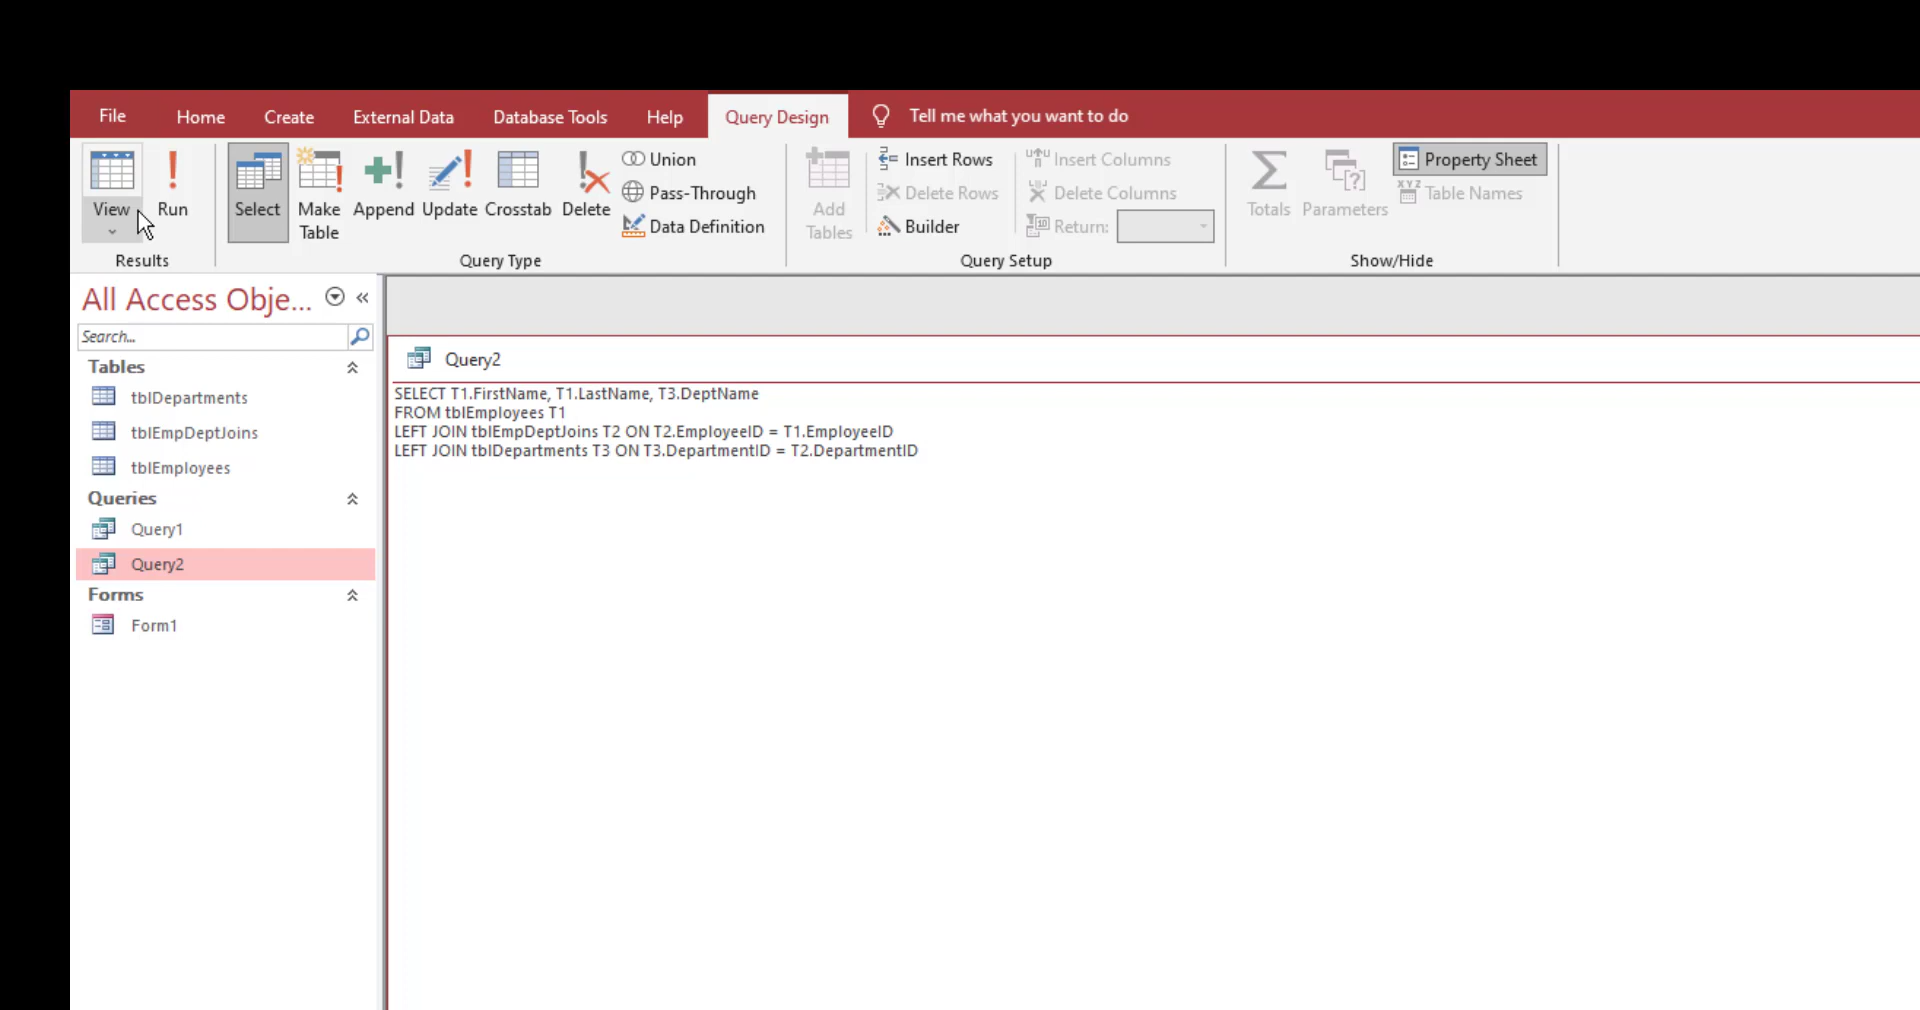 File Home Create External Data Database Tools Help Query Design Tell me what you want to do
View Run Select Make Table Append Update Crosstab Delete
Union
Pass-Through
Data Definition
Add Tables
Insert Rows
Delete Rows
Builder
Insert Columns
Delete Columns
Return:
Totals Parameters
Property Sheet
Table Names
Results Query Type Query Setup Show/Hide
All Access Obje...
Search...
Tables
tblDepartments
tblEmpDeptJoins
tblEmployees
Queries
Query1
Query2
Forms
Form1
Query2
SELECT T1.FirstName, T1.LastName, T3.DeptName
FROM tblEmployees T1
LEFT JOIN tblEmpDeptJoins T2 ON T2.EmployeeID = T1.EmployeeID
LEFT JOIN tblDepartments T3 ON T3.DepartmentID = T2.DepartmentID